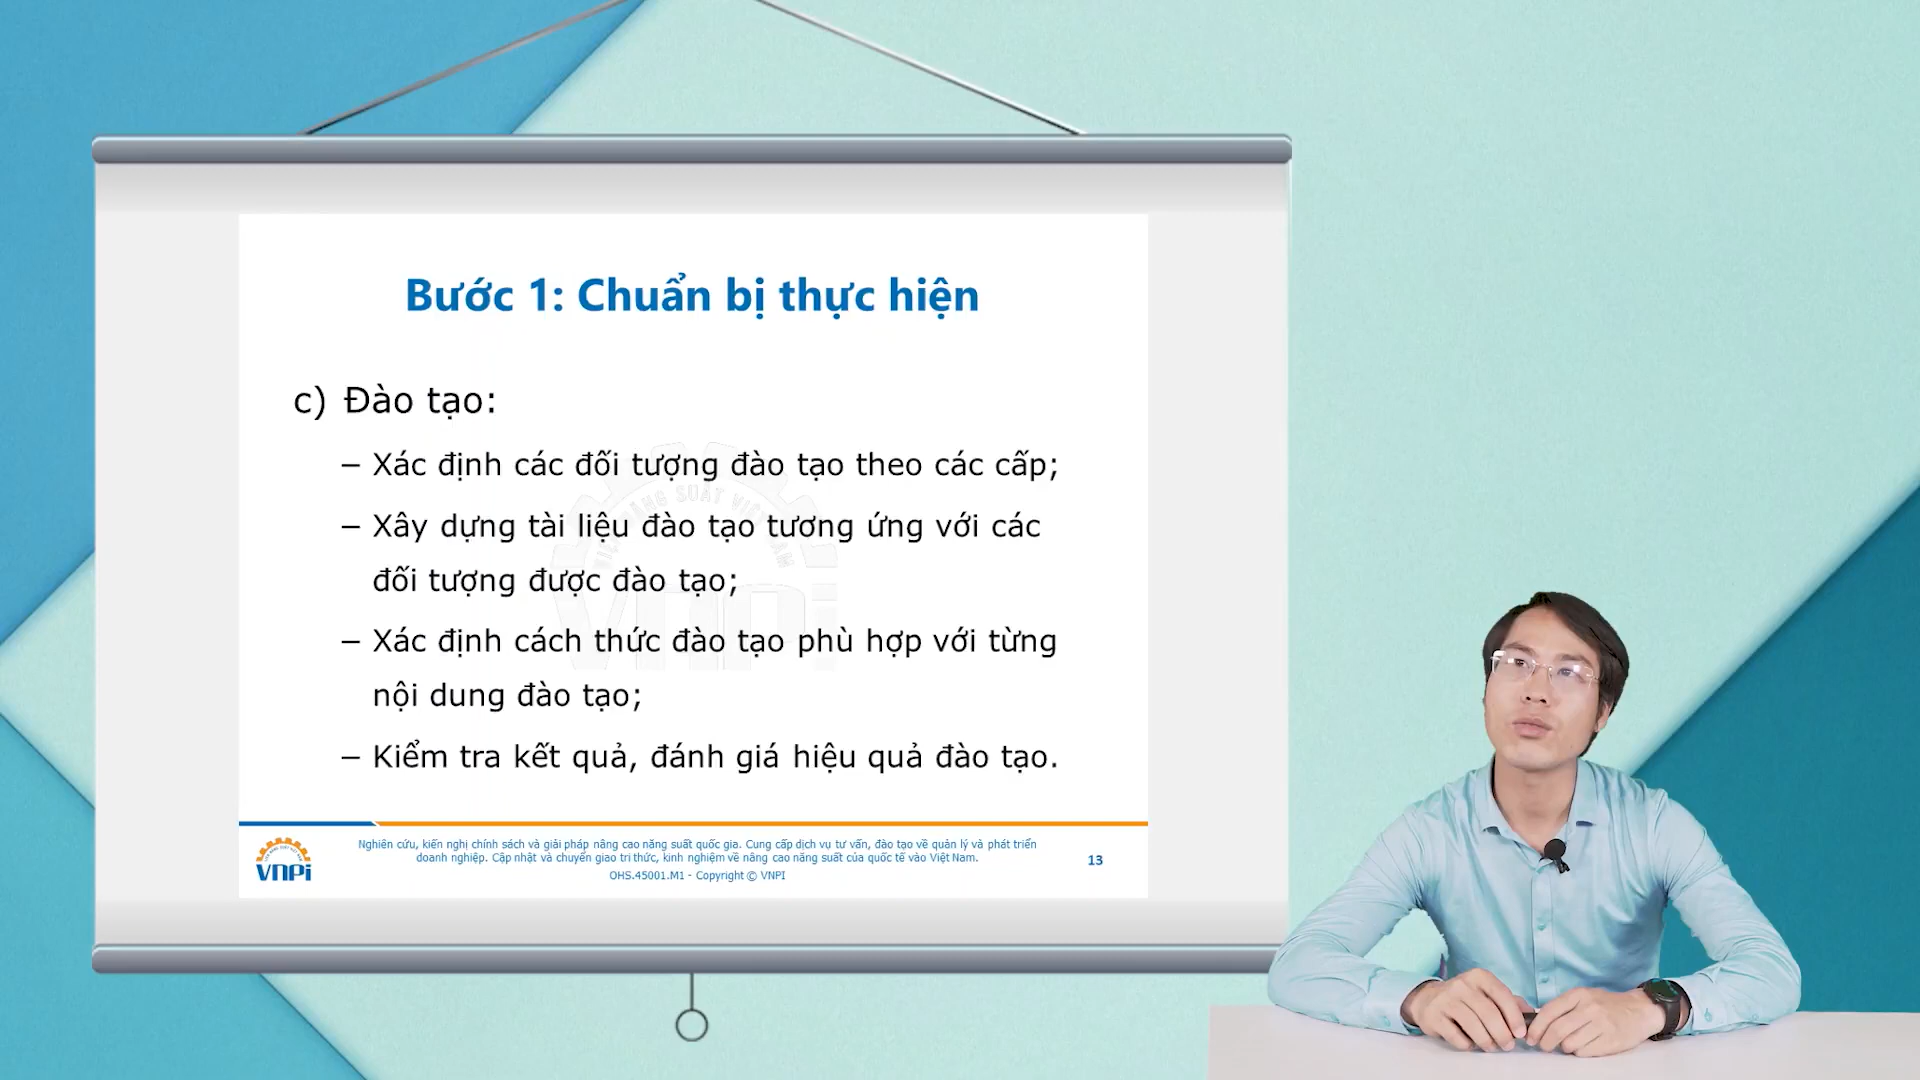 Bước 1: Chuẩn bị thực hiện
c) Đào tạo:
– Xác định các đối tượng đào tạo theo các cấp;
– Xây dựng tài liệu đào tạo tương ứng với các
đối tượng được đào tạo;
– Xác định cách thức đào tạo phù hợp với từng
nội dung đào tạo;
– Kiểm tra kết quả, đánh giá hiệu quả đào tạo.
VNPi
Nghiên cứu, kiến nghị chính sách và giải pháp nâng cao năng suất quốc gia. Cung cấp dịch vụ tư vấn, đào tạo về quản lý và phát triển
doanh nghiệp. Cập nhật và chuyển giao tri thức, kinh nghiệm về nâng cao năng suất của quốc tế vào Việt Nam.
OHS.45001.M1 - Copyright © VNPI
13